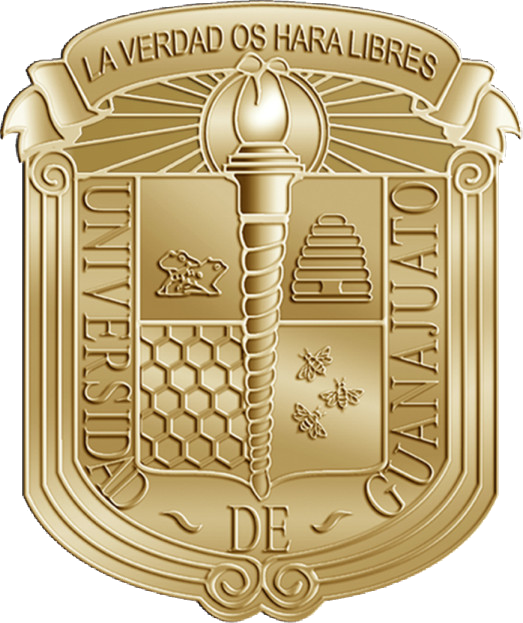 LA VERDAD OS HARA LIBRES
UNIVERSIDAD
~ DE ~
GUANAJUATO